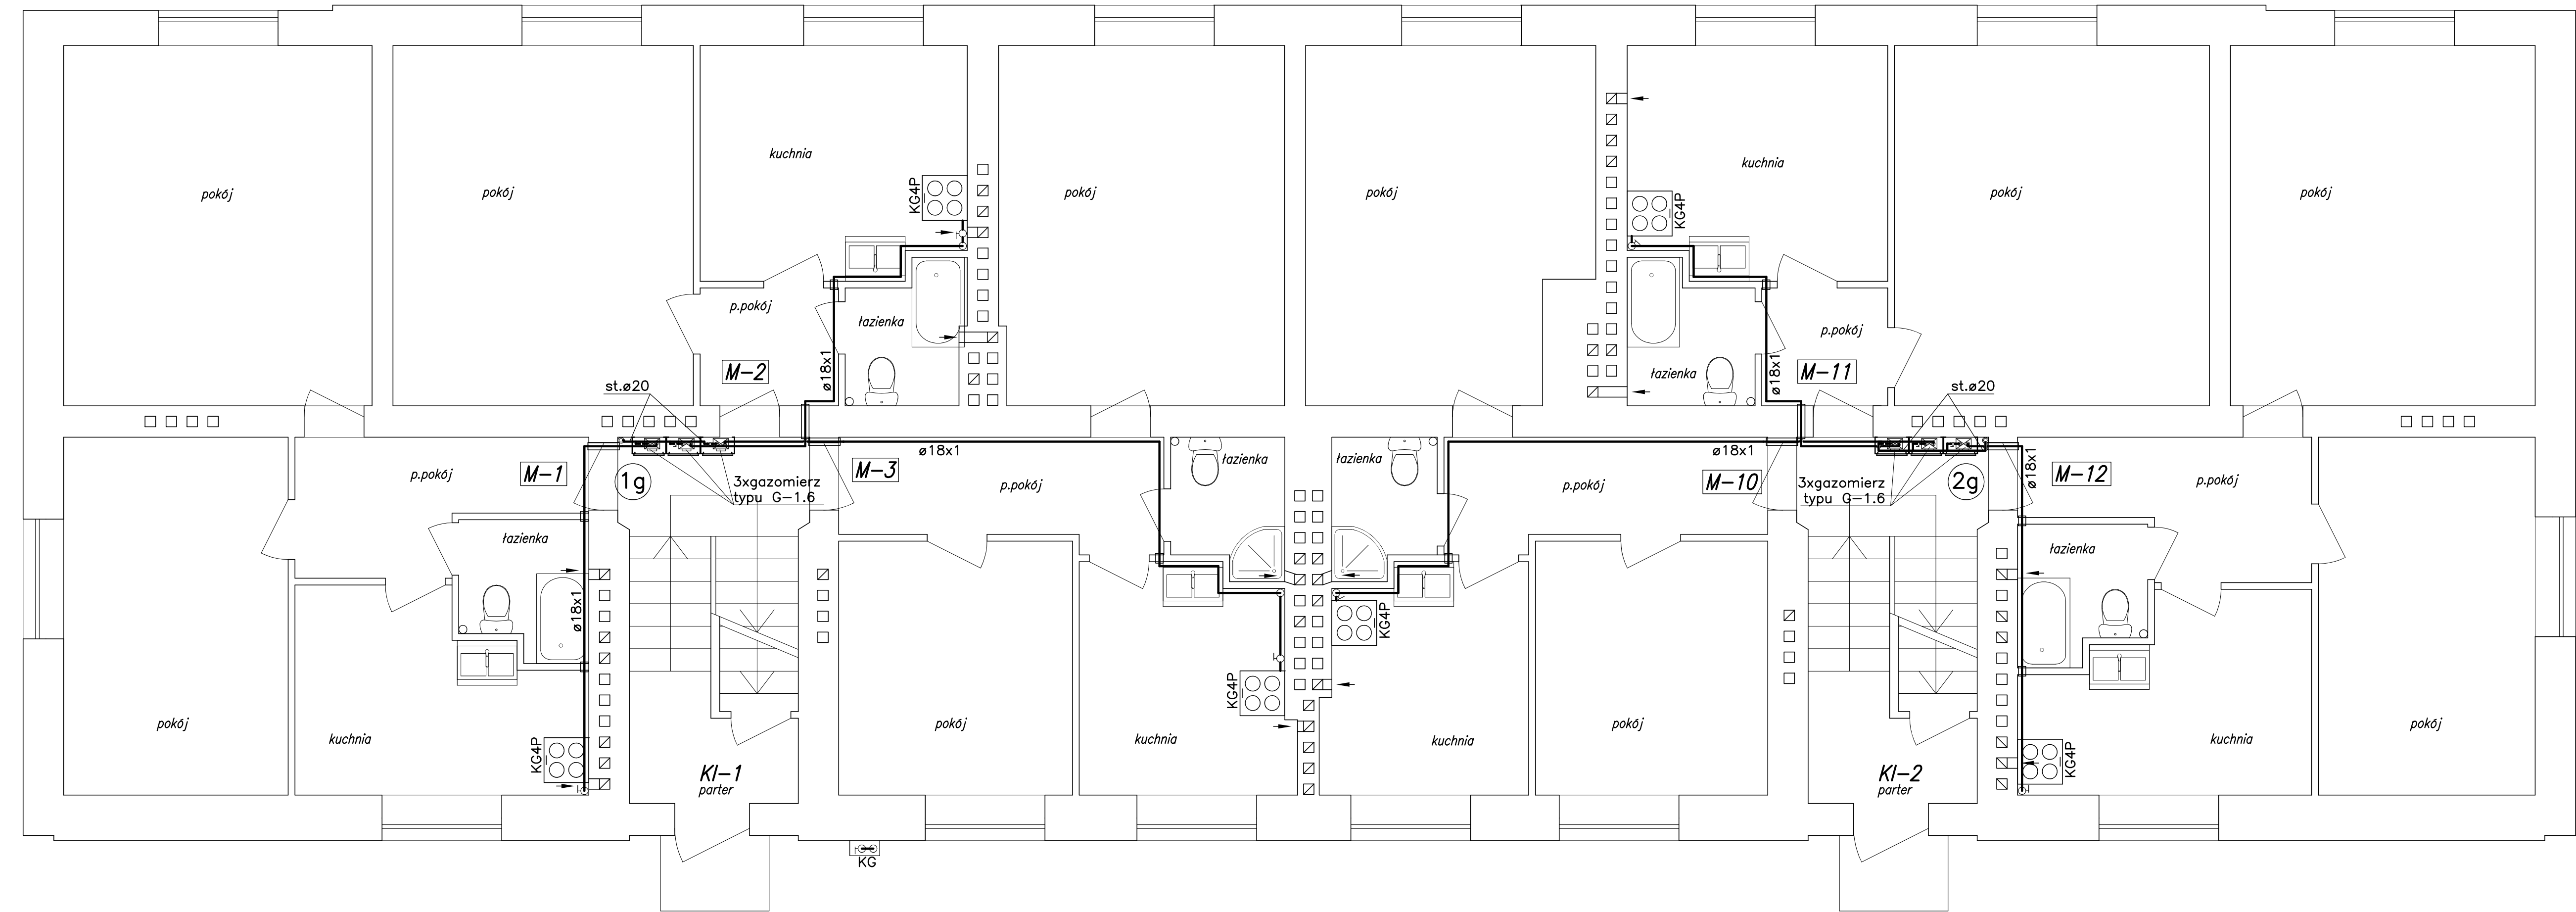 pokój
pokój
kuchnia
KG4P
pokój
pokój
kuchnia
KG4P
pokój
pokój
p.pokój
łazienka
M-2
ø18x1
st.ø20
łazienka
p.pokój
M-11
ø18x1
st.ø20
p.pokój
M-1
1g
3xgazomierz
typu G-1.6
M-3
ø18x1
p.pokój
łazienka
łazienka
p.pokój
ø18x1
M-10
3xgazomierz
typu G-1.6
2g
ø18x1
M-12
p.pokój
łazienka
ø18x1
łazienka
KG4P
pokój
kuchnia
KG4P
KI-1
parter
pokój
KG4P
kuchnia
kuchnia
pokój
KI-2
parter
KG4P
kuchnia
pokój
KG